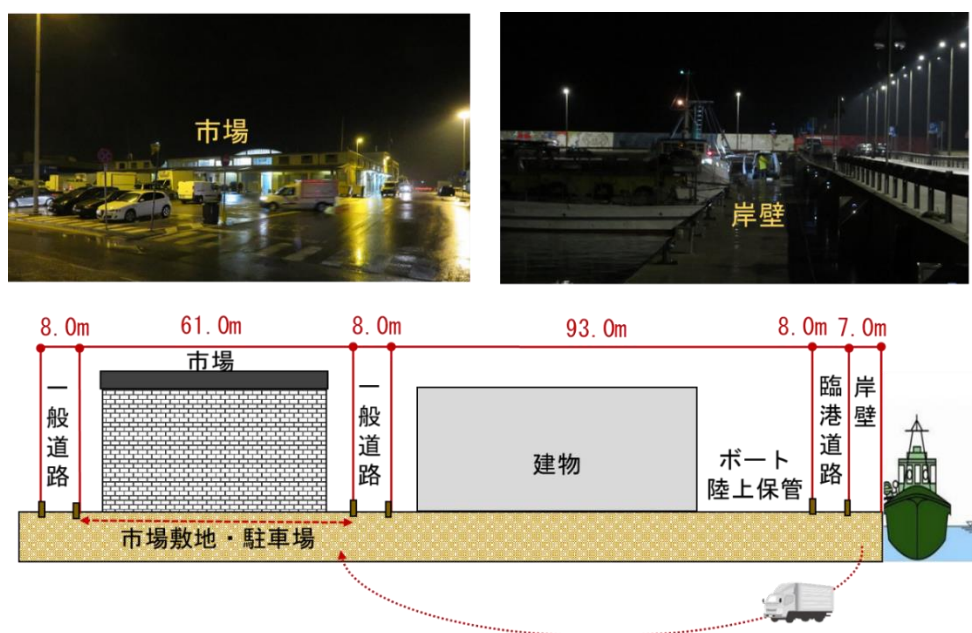 市場
岸壁
8.0m
61.0m
8.0m
93.0m
8.0m
7.0m
市場
一般道路
一般道路
臨港道路
岸壁
建物
ボート
陸上保管
市場敷地・駐車場